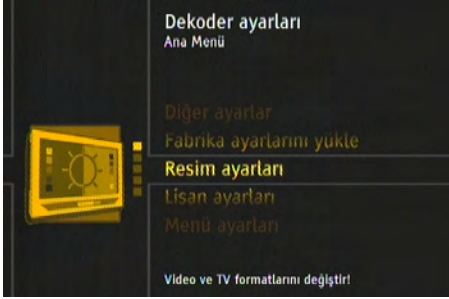 Dekoder ayarları
Ana Menü
Diğer ayarlar
Fabrika ayarlarını yükle
Resim ayarları
Lisan ayarları
Menü ayarları
Video ve TV formatlarını değiştir!